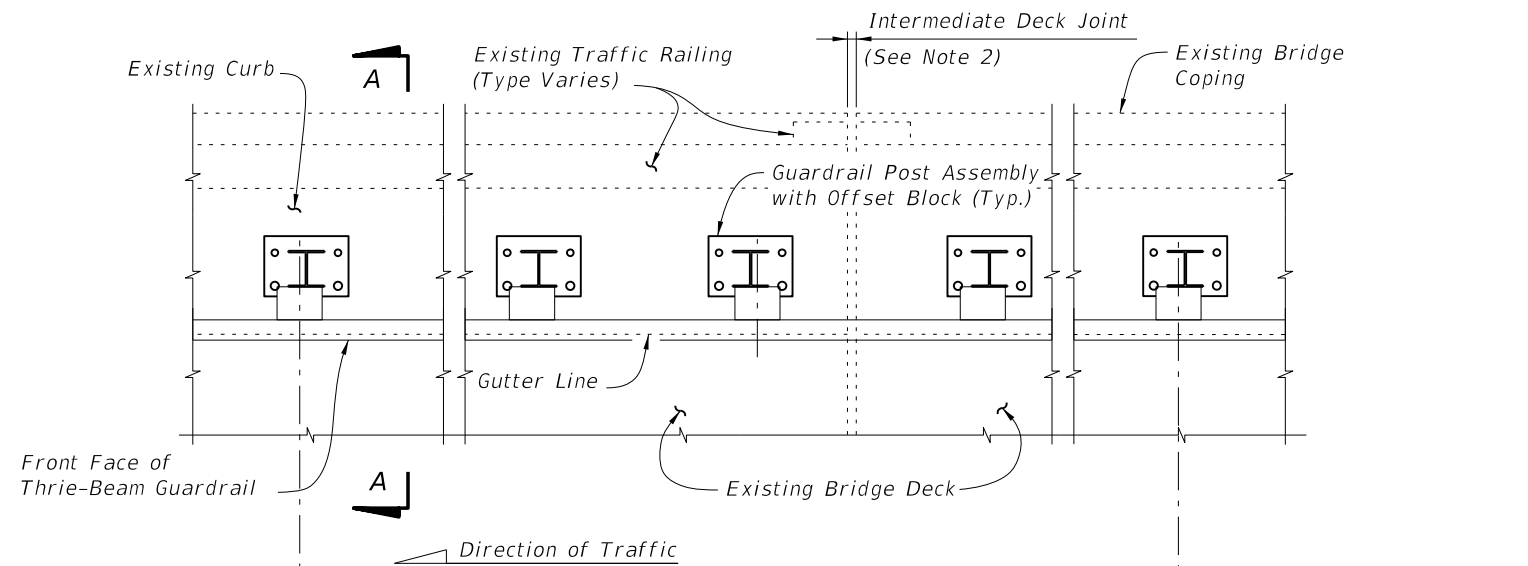 Intermediate Deck Joint
(See Note 2)
Existing Traffic Railing
(Type Varies)
Existing Bridge
Coping
Existing Curb
A
Guardrail Post Assembly
with Offset Block (Typ.)
Gutter Line
Front Face of
Thrie-Beam Guardrail
A
Existing Bridge Deck
Direction of Traffic